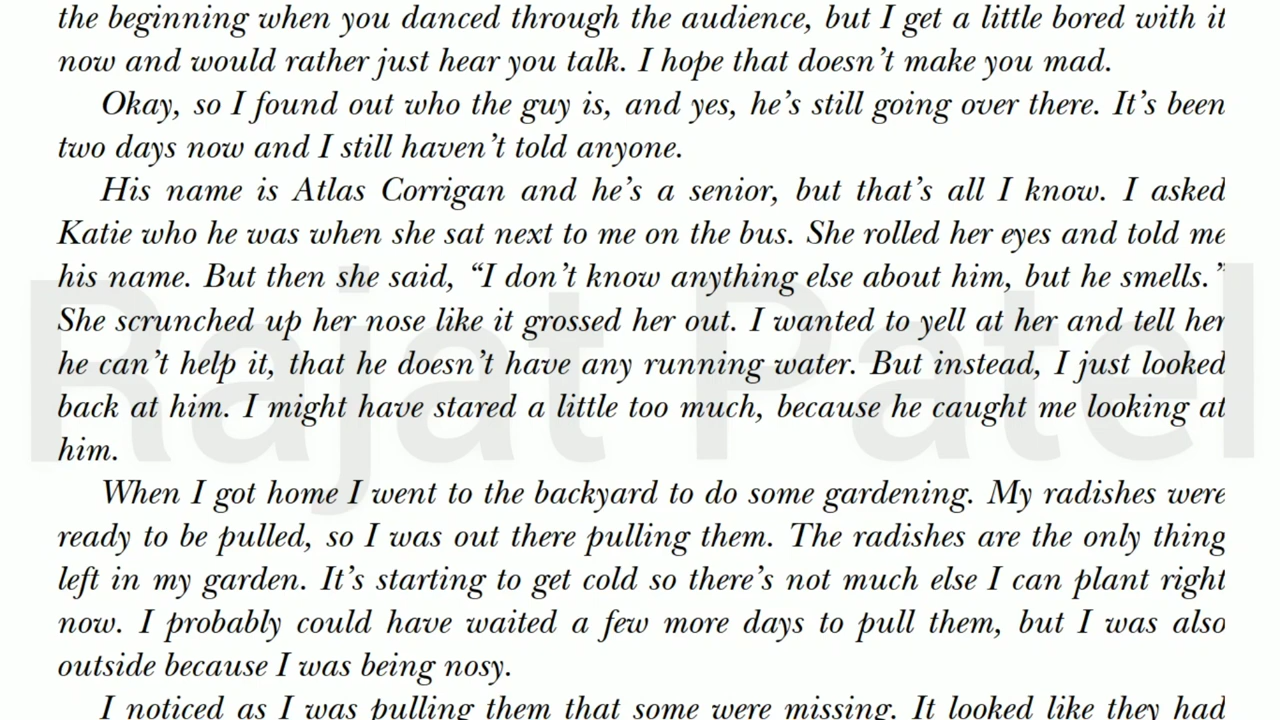 the beginning when you danced through the audience, but I get a little bored with it
now and would rather just hear you talk. I hope that doesn’t make you mad.
Okay, so I found out who the guy is, and yes, he’s still going over there. It’s been
two days now and I still haven’t told anyone.
His name is Atlas Corrigan and he’s a senior, but that’s all I know. I asked
Katie who he was when she sat next to me on the bus. She rolled her eyes and told me
his name. But then she said, “I don’t know anything else about him, but he smells.”
She scrunched up her nose like it grossed her out. I wanted to yell at her and tell her
he can’t help it, that he doesn’t have any running water. But instead, I just looked
back at him. I might have stared a little too much, because he caught me looking at
him.
When I got home I went to the backyard to do some gardening. My radishes were
ready to be pulled, so I was out there pulling them. The radishes are the only thing
left in my garden. It’s starting to get cold so there’s not much else I can plant right
now. I probably could have waited a few more days to pull them, but I was also
outside because I was being nosy.
I noticed as I was pulling them that some were missing. It looked like they had
Rajat Patel